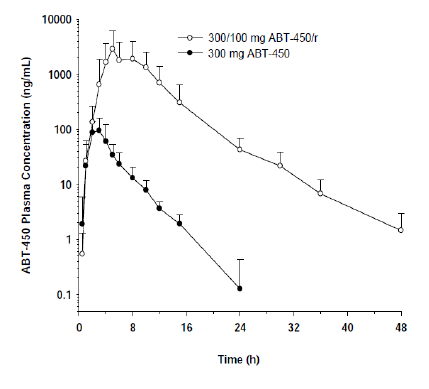 300/100 mg ABT-450/r
300 mg ABT-450
ABT-450 Plasma Concentration (ng/mL)
10000
1000
100
10
1
0.1
0 8 16 24 32 40 48
Time (h)